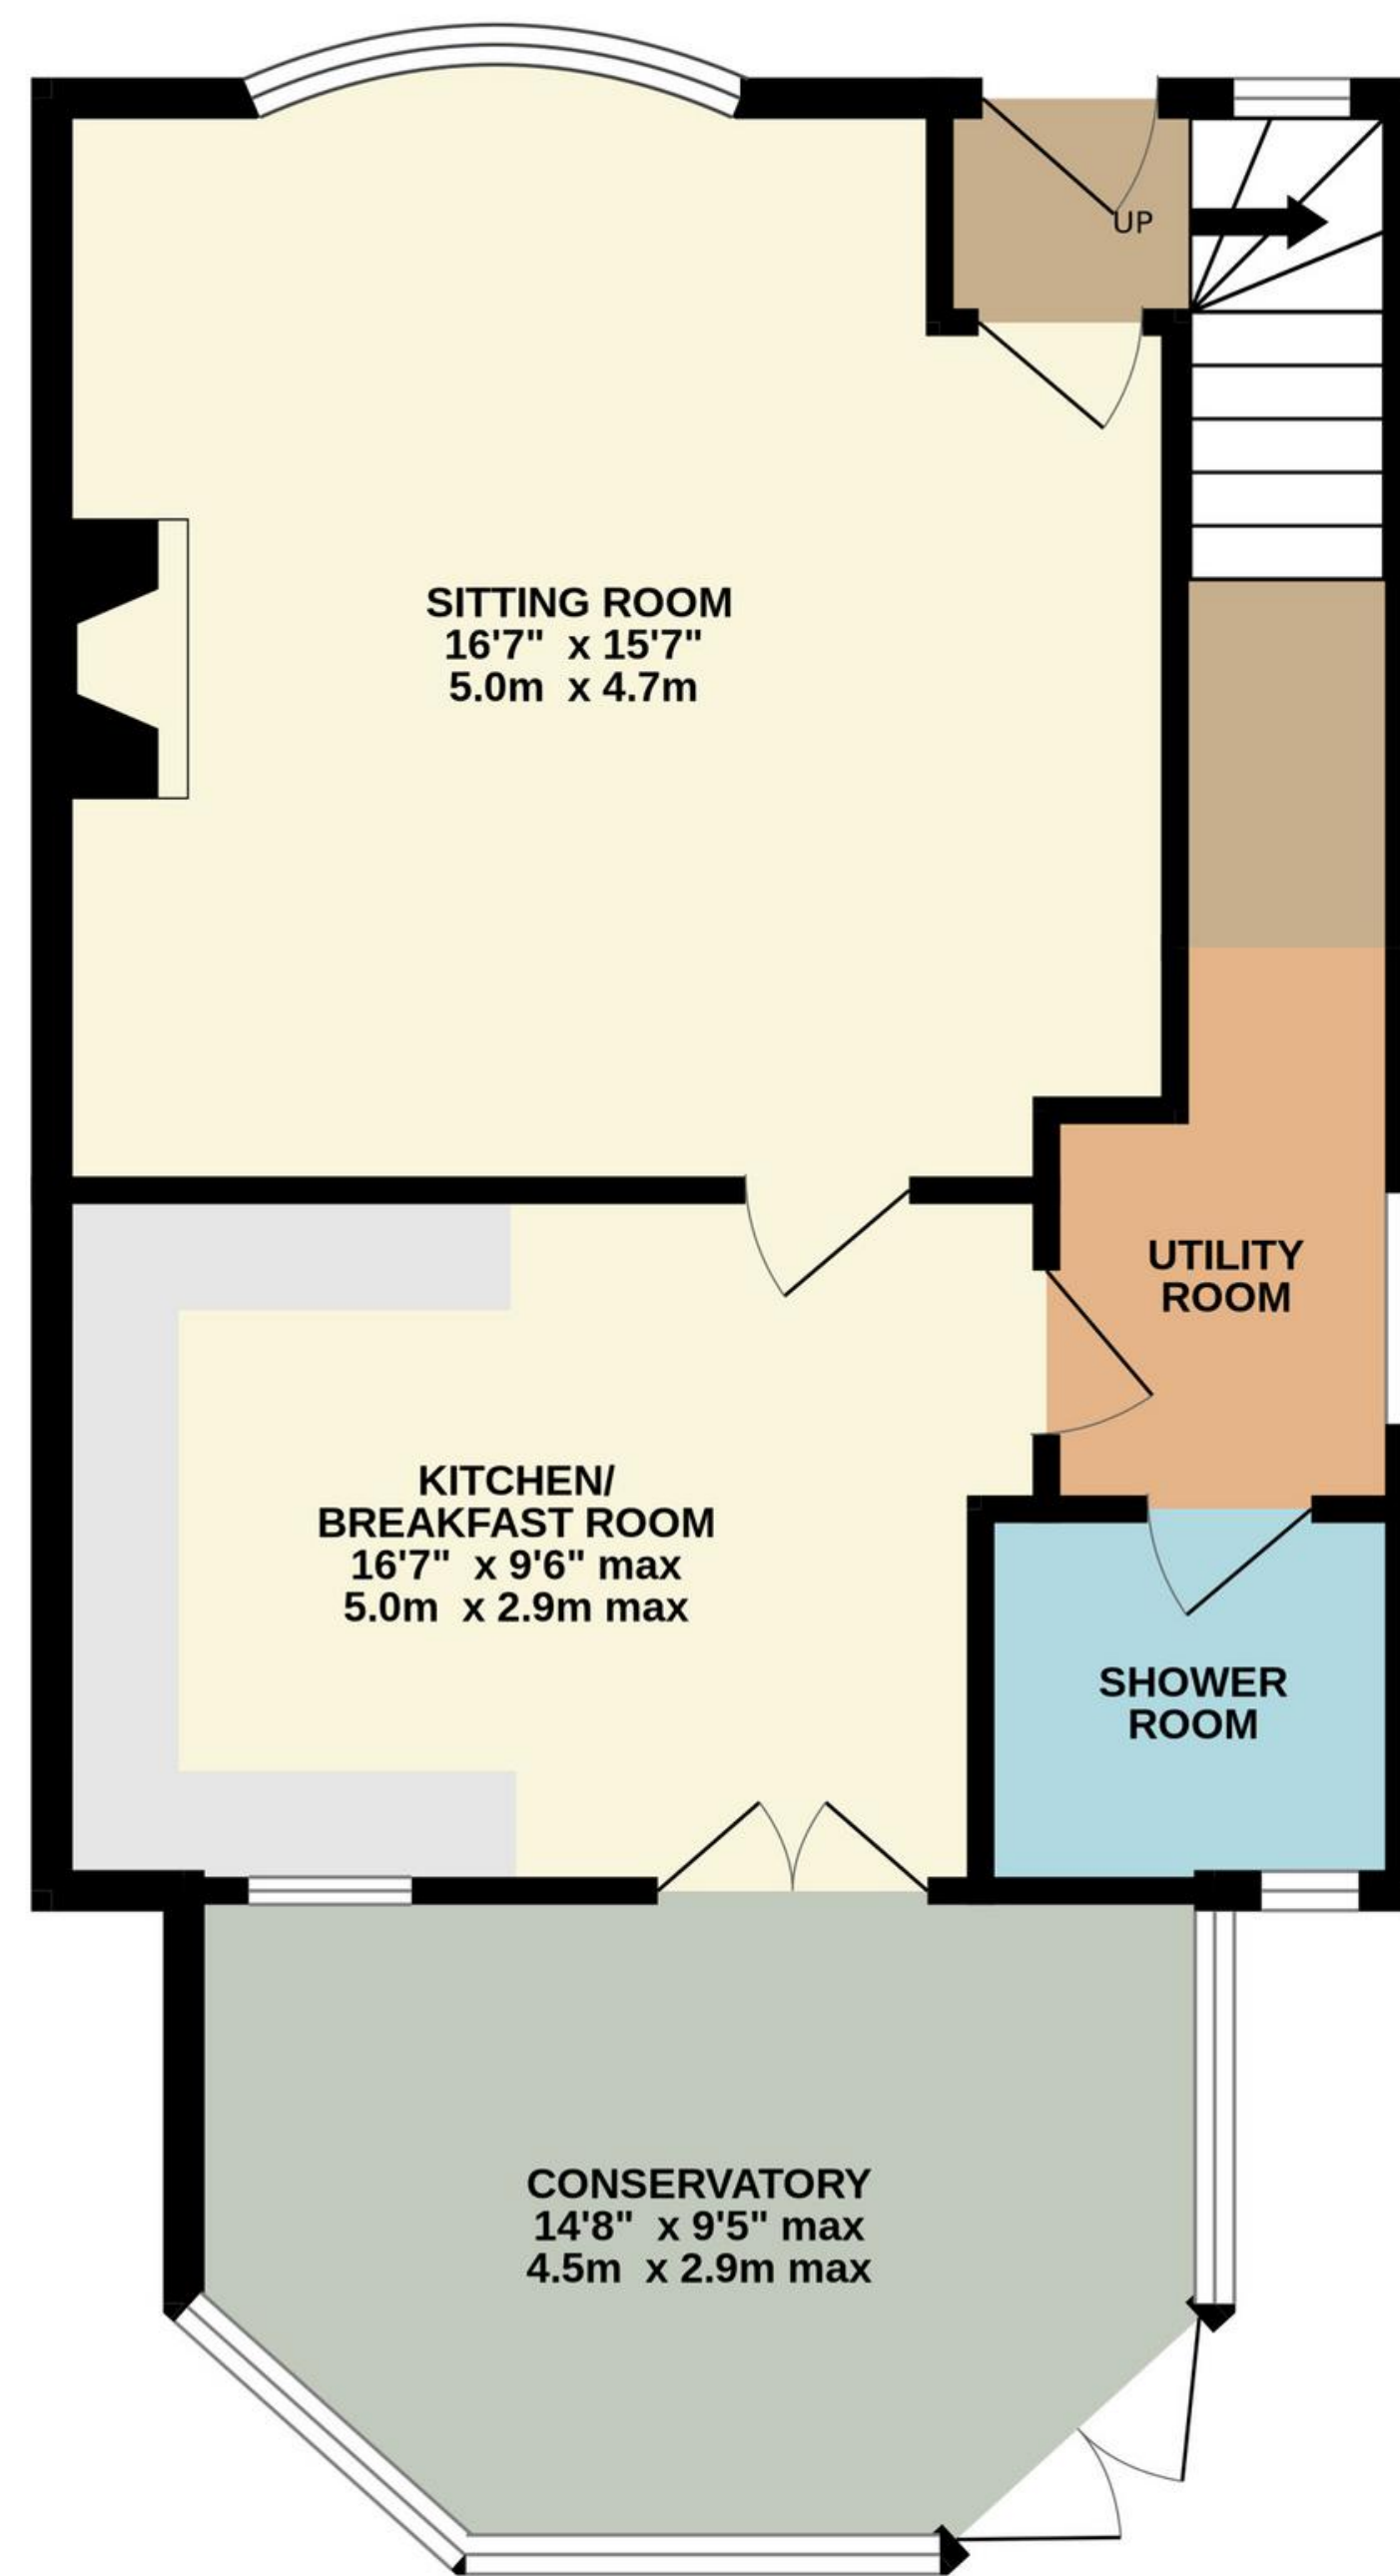 UP
SITTING ROOM
16'7" x 15'7"
5.0m x 4.7m
UTILITY
ROOM
KITCHEN/
BREAKFAST ROOM
16'7" x 9'6" max
5.0m x 2.9m max
SHOWER
ROOM
CONSERVATORY
14'8" x 9'5" max
4.5m x 2.9m max